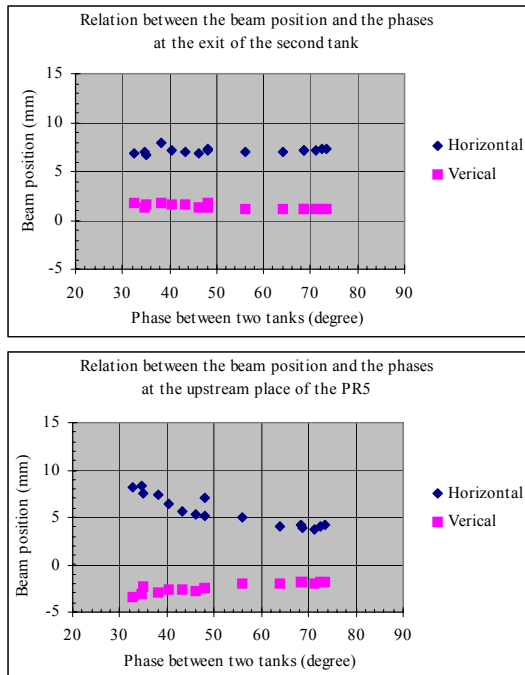 Relation between the beam position and the phases
at the exit of the second tank
Beam position (mm)
15
10
5
0
-5
20 30 40 50 60 70 80 90
Phase between two tanks (degree)
Horizontal
Verical
Relation between the beam position and the phases
at the upstream place of the PR5
Beam position (mm)
15
10
5
0
-5
20 30 40 50 60 70 80 90
Phase between two tanks (degree)
Horizontal
Verical